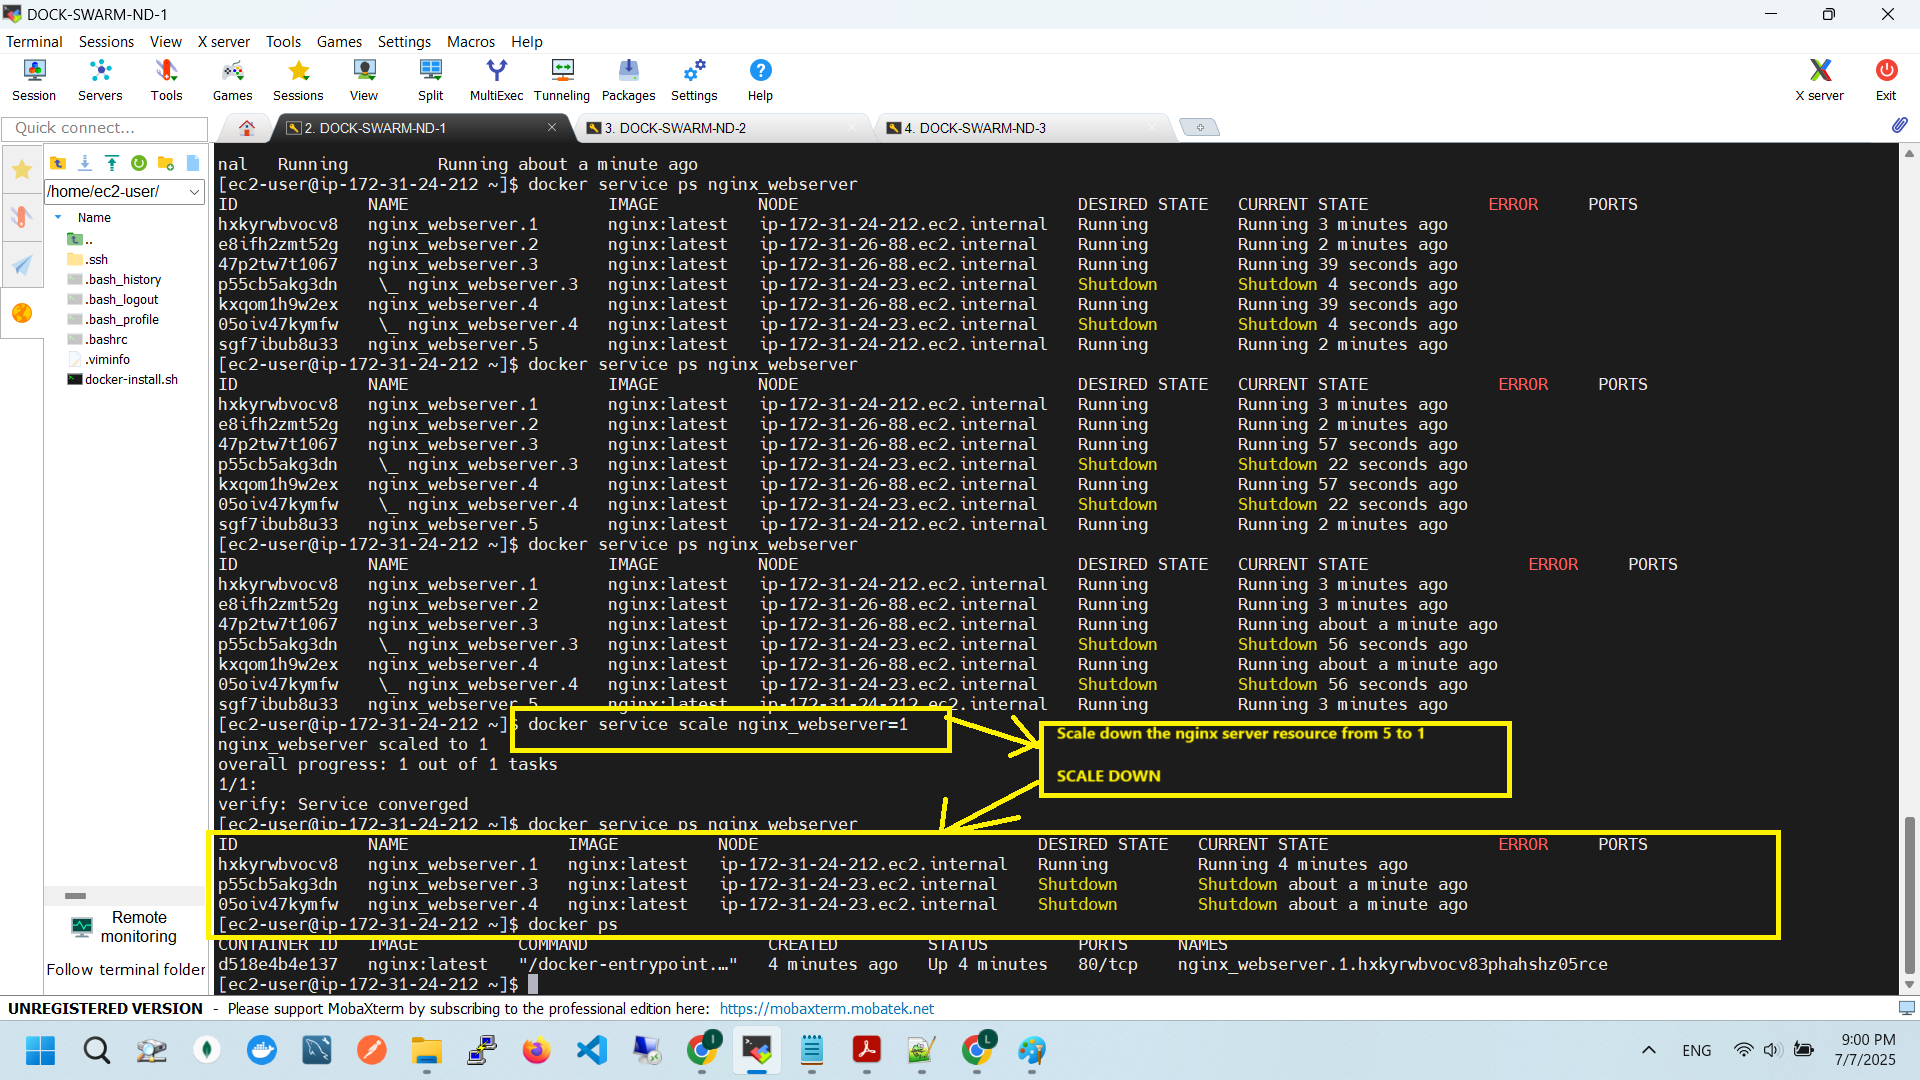 DOCK-SWARM-ND-1
Terminal Sessions View X server Tools Games Settings Macros Help
Session Servers Tools Games Sessions View Split MultiExec Tunneling Packages Settings Help X server Exit
Quick connect...
2. DOCK-SWARM-ND-1 3. DOCK-SWARM-ND-2 4. DOCK-SWARM-ND-3
/home/ec2-user/
Name
..
.ssh
.bash_history
.bash_logout
.bash_profile
.bashrc
.viminfo
docker-install.sh
Remote monitoring
Follow terminal folder
nal Running Running about a minute ago
[ec2-user@ip-172-31-24-212 ~]$ docker service ps nginx_webserver
ID NAME IMAGE NODE DESIRED STATE CURRENT STATE ERROR PORTS
hxkyrwbvocv8 nginx_webserver.1 nginx:latest ip-172-31-24-212.ec2.internal Running Running 3 minutes ago
e8ifh2zmt52g nginx_webserver.2 nginx:latest ip-172-31-26-88.ec2.internal Running Running 2 minutes ago
47p2tw7t1067 nginx_webserver.3 nginx:latest ip-172-31-26-88.ec2.internal Running Running 39 seconds ago
p55cb5akg3dn \_ nginx_webserver.3 nginx:latest ip-172-31-24-23.ec2.internal Shutdown Shutdown 4 seconds ago
kxqom1h9w2ex nginx_webserver.4 nginx:latest ip-172-31-26-88.ec2.internal Running Running 39 seconds ago
05oiv47kymfw \_ nginx_webserver.4 nginx:latest ip-172-31-24-23.ec2.internal Shutdown Shutdown 4 seconds ago
sgf7ibub8u33 nginx_webserver.5 nginx:latest ip-172-31-24-212.ec2.internal Running Running 2 minutes ago
[ec2-user@ip-172-31-24-212 ~]$ docker service ps nginx_webserver
ID NAME IMAGE NODE DESIRED STATE CURRENT STATE ERROR PORTS
hxkyrwbvocv8 nginx_webserver.1 nginx:latest ip-172-31-24-212.ec2.internal Running Running 3 minutes ago
e8ifh2zmt52g nginx_webserver.2 nginx:latest ip-172-31-26-88.ec2.internal Running Running 2 minutes ago
47p2tw7t1067 nginx_webserver.3 nginx:latest ip-172-31-26-88.ec2.internal Running Running 57 seconds ago
p55cb5akg3dn \_ nginx_webserver.3 nginx:latest ip-172-31-24-23.ec2.internal Shutdown Shutdown 22 seconds ago
kxqom1h9w2ex nginx_webserver.4 nginx:latest ip-172-31-26-88.ec2.internal Running Running 57 seconds ago
05oiv47kymfw \_ nginx_webserver.4 nginx:latest ip-172-31-24-23.ec2.internal Shutdown Shutdown 22 seconds ago
sgf7ibub8u33 nginx_webserver.5 nginx:latest ip-172-31-24-212.ec2.internal Running Running 2 minutes ago
[ec2-user@ip-172-31-24-212 ~]$ docker service ps nginx_webserver
ID NAME IMAGE NODE DESIRED STATE CURRENT STATE ERROR PORTS
hxkyrwbvocv8 nginx_webserver.1 nginx:latest ip-172-31-24-212.ec2.internal Running Running 3 minutes ago
e8ifh2zmt52g nginx_webserver.2 nginx:latest ip-172-31-26-88.ec2.internal Running Running 3 minutes ago
47p2tw7t1067 nginx_webserver.3 nginx:latest ip-172-31-26-88.ec2.internal Running Running about a minute ago
p55cb5akg3dn \_ nginx_webserver.3 nginx:latest ip-172-31-24-23.ec2.internal Shutdown Shutdown 56 seconds ago
kxqom1h9w2ex nginx_webserver.4 nginx:latest ip-172-31-26-88.ec2.internal Running Running about a minute ago
05oiv47kymfw \_ nginx_webserver.4 nginx:latest ip-172-31-24-23.ec2.internal Shutdown Shutdown 56 seconds ago
sgf7ibub8u33 nginx_webserver.5 nginx:latest ip-172-31-24-212.ec2.internal Running Running 3 minutes ago
[ec2-user@ip-172-31-24-212 ~]$ docker service scale nginx_webserver=1
nginx_webserver scaled to 1
overall progress: 1 out of 1 tasks
1/1:
verify: Service converged
Scale down the nginx server resource from 5 to 1
SCALE DOWN
[ec2-user@ip-172-31-24-212 ~]$ docker service ps nginx_webserver
ID NAME IMAGE NODE DESIRED STATE CURRENT STATE ERROR PORTS
hxkyrwbvocv8 nginx_webserver.1 nginx:latest ip-172-31-24-212.ec2.internal Running Running 4 minutes ago
p55cb5akg3dn nginx_webserver.3 nginx:latest ip-172-31-24-23.ec2.internal Shutdown Shutdown about a minute ago
05oiv47kymfw nginx_webserver.4 nginx:latest ip-172-31-24-23.ec2.internal Shutdown Shutdown about a minute ago
[ec2-user@ip-172-31-24-212 ~]$ docker ps
CONTAINER ID IMAGE COMMAND CREATED STATUS PORTS NAMES
d518e4b4e137 nginx:latest "/docker-entrypoint.…" 4 minutes ago Up 4 minutes 80/tcp nginx_webserver.1.hxkyrwbvocv83phahshz05rce
[ec2-user@ip-172-31-24-212 ~]$
UNREGISTERED VERSION - Please support MobaXterm by subscribing to the professional edition here: https://mobaxterm.mobatek.net
ENG
9:00 PM
7/7/2025